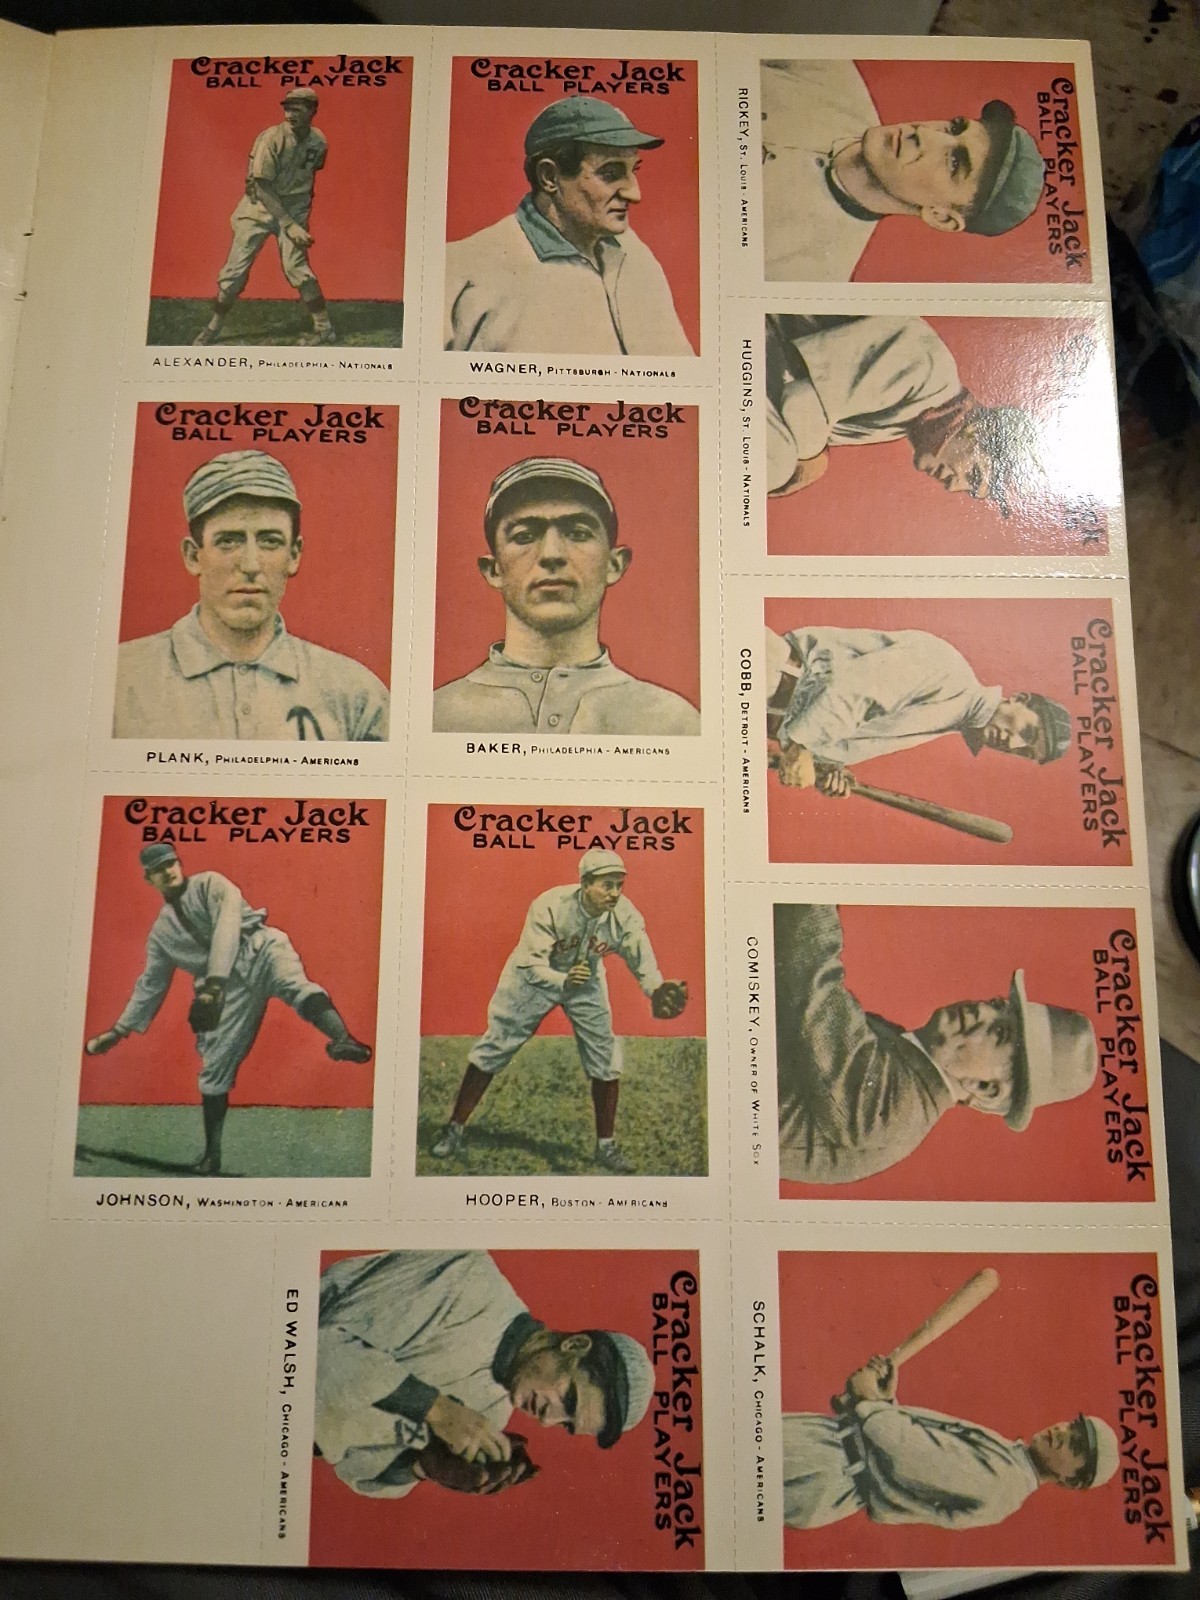 Cracker Jack
BALL PLAYERS
ALEXANDER, PHILADELPHIA - NATIONALS
Cracker Jack
BALL PLAYERS
WAGNER, PITTSBURGH - NATIONALS
Cracker Jack
BALL PLAYERS
RICKEY, ST. LOUIS - AMERICANS
HUGGINS, ST. LOUIS - NATIONALS
Cracker Jack
BALL PLAYERS
PLANK, PHILADELPHIA - AMERICANS
Cracker Jack
BALL PLAYERS
BAKER, PHILADELPHIA - AMERICANS
Cracker Jack
BALL PLAYERS
COBB, DETROIT - AMERICANS
Cracker Jack
BALL PLAYERS
JOHNSON, WASHINGTON - AMERICANS
Cracker Jack
BALL PLAYERS
RED SOX
HOOPER, BOSTON - AMERICANS
Cracker Jack
BALL PLAYERS
COMISKEY, OWNER OF WHITE SOX
Cracker Jack
BALL PLAYERS
ED WALSH, CHICAGO - AMERICANS
Cracker Jack
BALL PLAYERS
SCHALK, CHICAGO - AMERICANS